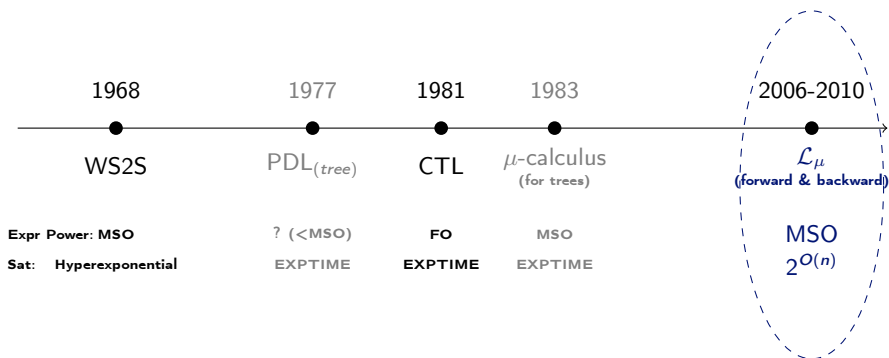 1968 1977 1981 1983 2006-2010
WS2S PDL(tree) CTL μ-calculus ℒμ
(for trees) (forward & backward)
Expr Power: MSO ? (<MSO) FO MSO MSO
Sat: Hyperexponential EXPTIME EXPTIME EXPTIME 2^O(n)